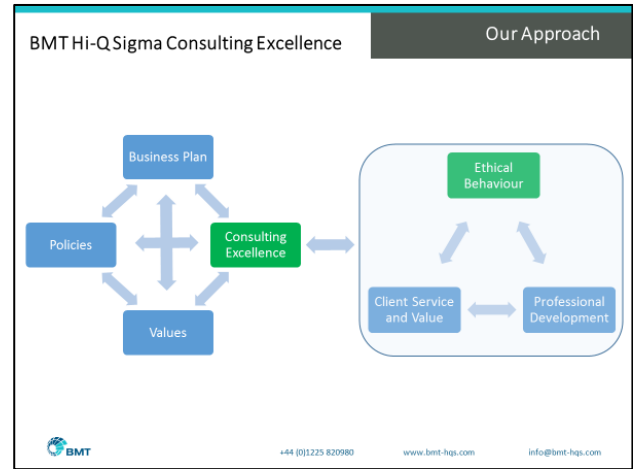 BMT Hi-Q Sigma Consulting Excellence
Our Approach
Business Plan
Policies
Consulting
Excellence
Values
Ethical
Behaviour
Client Service
and Value
Professional
Development
BMT
+44 (0)1225 820980
www.bmt-hqs.com
info@bmt-hqs.com